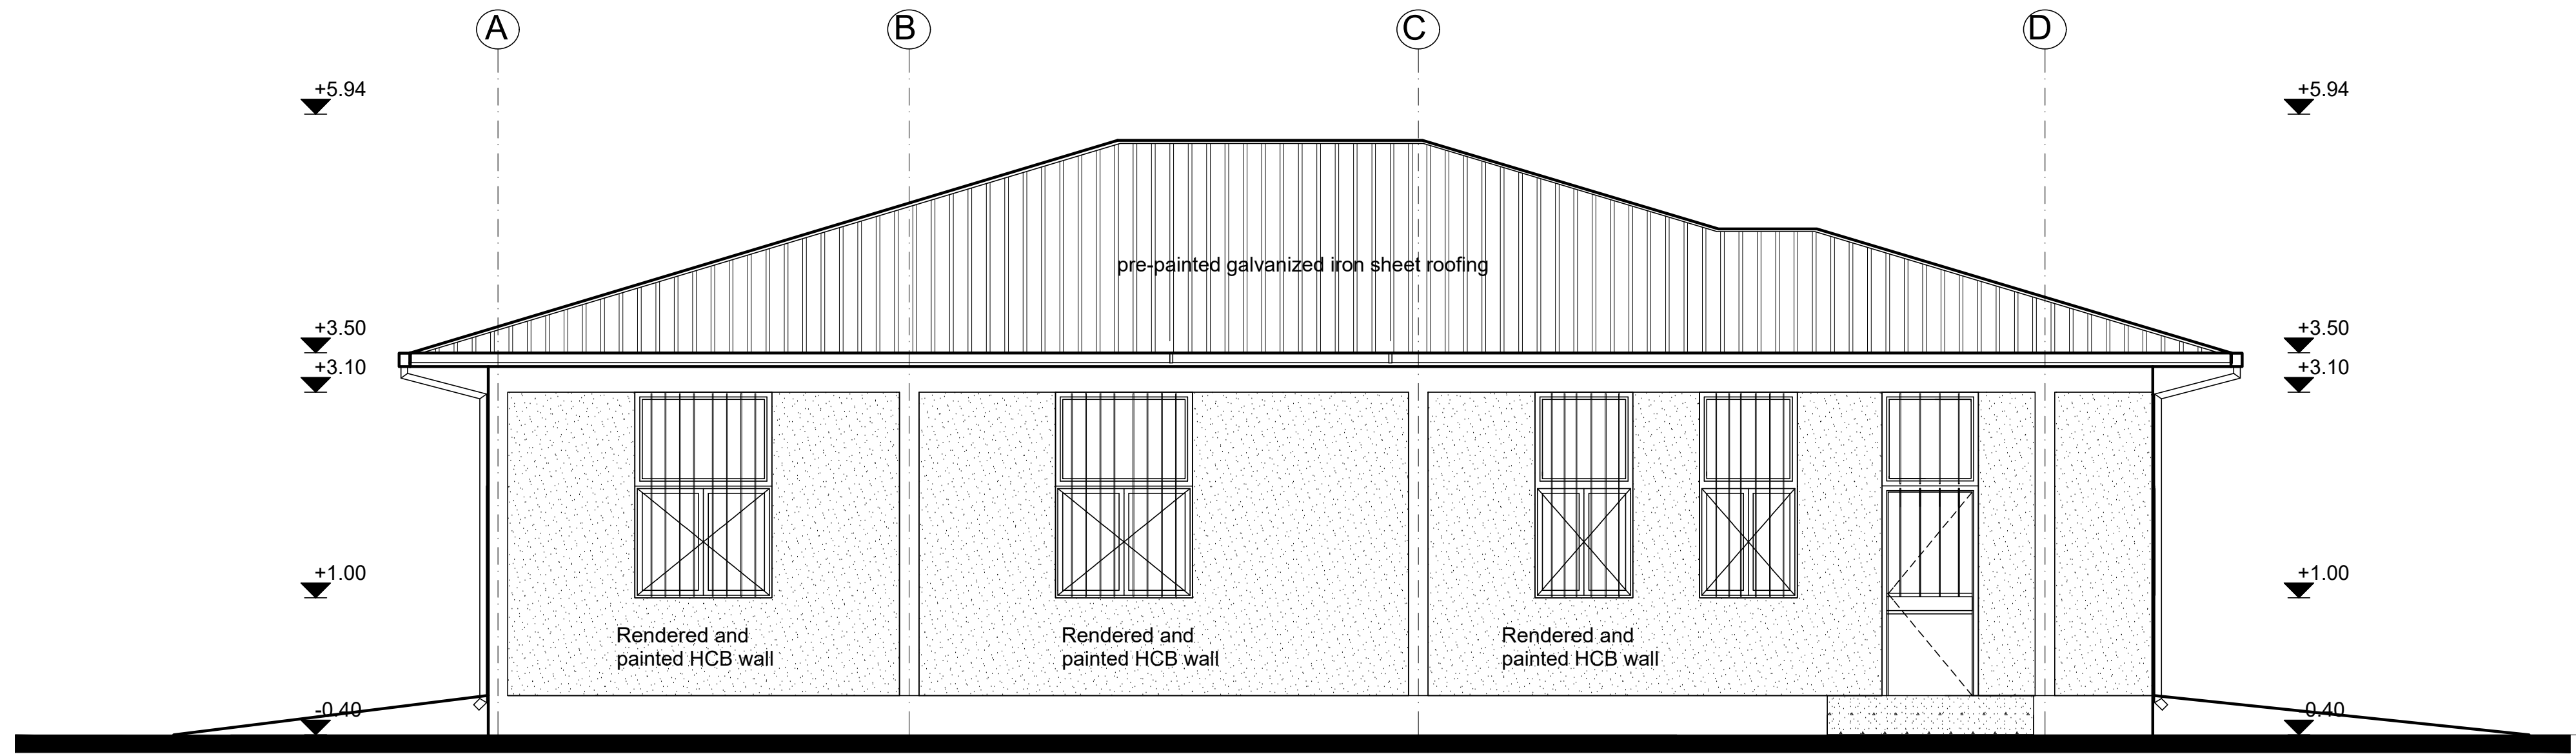 A
B
C
D
+5.94
+5.94
pre-painted galvanized iron sheet roofing
+3.50
+3.50
+3.10
+3.10
+1.00
+1.00
Rendered and
painted HCB wall
Rendered and
painted HCB wall
Rendered and
painted HCB wall
-0.40
0.40